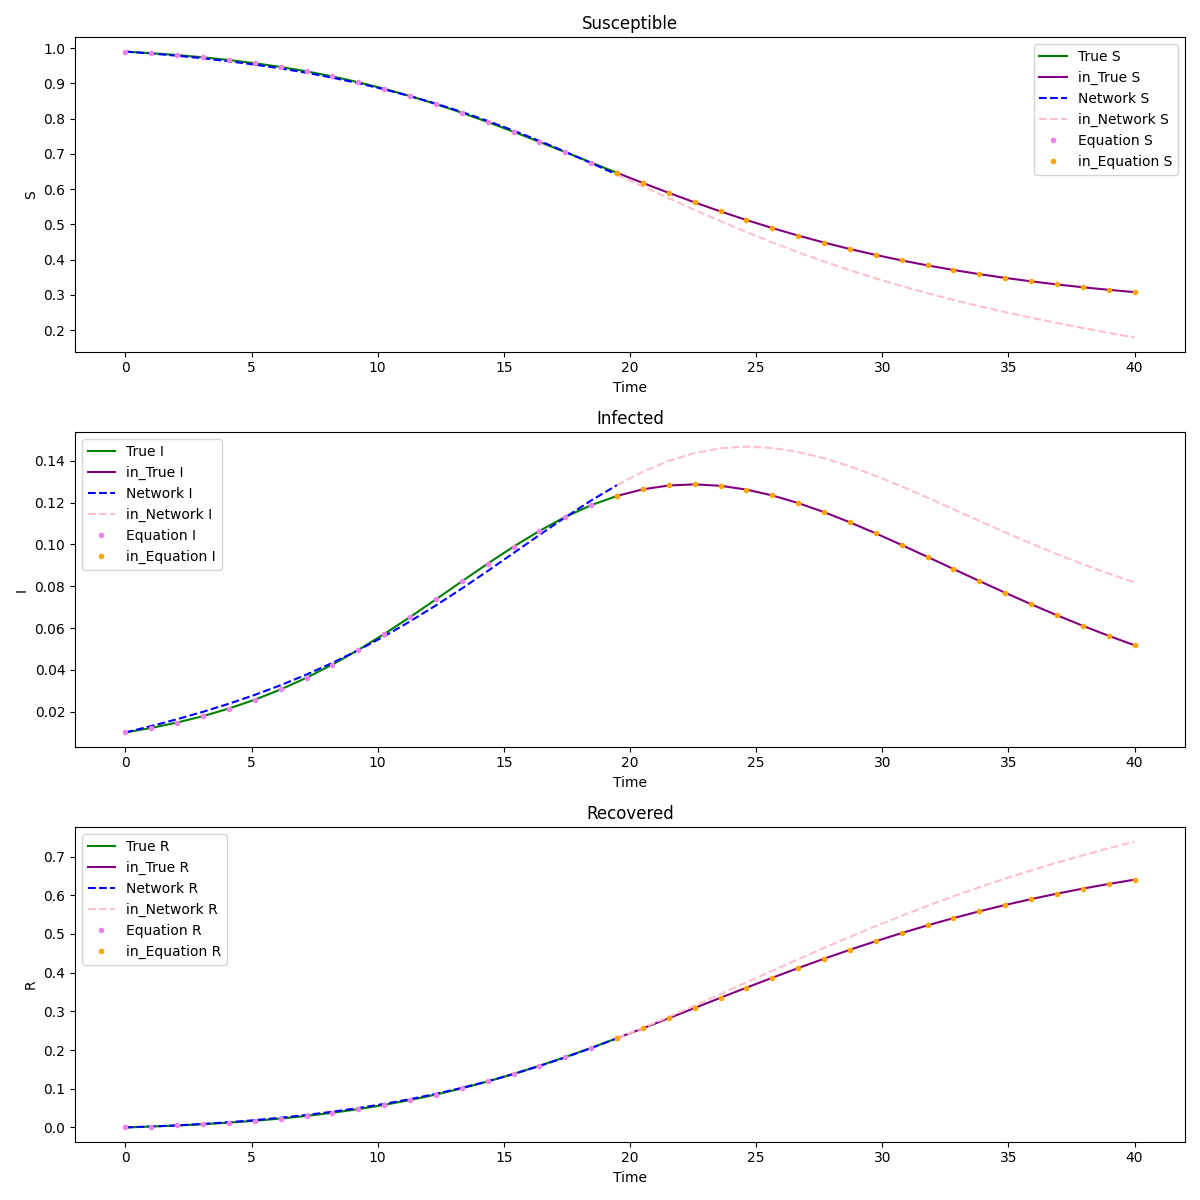 Susceptible
1.0
0.9
0.8
0.7
0.6
0.5
0.4
0.3
0.2
S
True S
in_True S
Network S
in_Network S
Equation S
in_Equation S
0 5 10 15 20 25 30 35 40
Time
Infected
0.14
0.12
0.10
0.08
0.06
0.04
0.02
I
True I
in_True I
Network I
in_Network I
Equation I
in_Equation I
0 5 10 15 20 25 30 35 40
Time
Recovered
0.7
0.6
0.5
0.4
0.3
0.2
0.1
0.0
R
True R
in_True R
Network R
in_Network R
Equation R
in_Equation R
0 5 10 15 20 25 30 35 40
Time